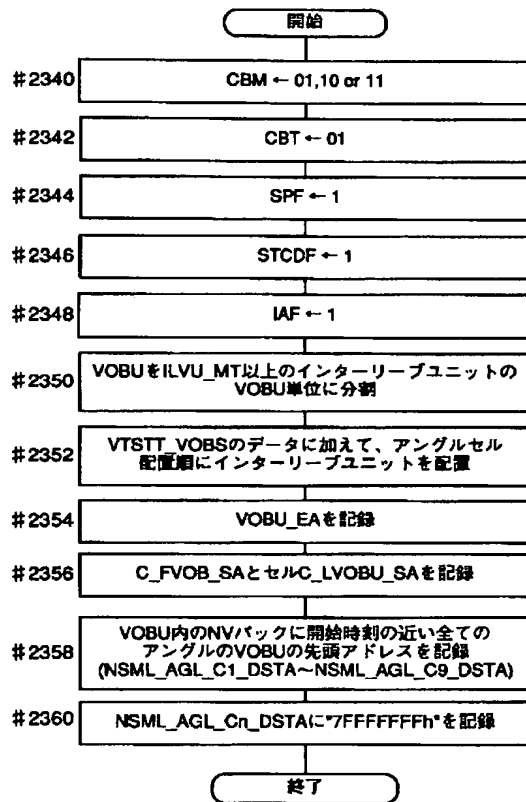 開始
#2340 CBM ← 01,10 or 11
#2342 CBT ← 01
#2344 SPF ← 1
#2346 STCDF ← 1
#2348 IAF ← 1
#2350 VOBUをILVU_MT以上のインターリーブユニットの
VOBU単位に分割
#2352 VTSTT_VOBSのデータに加えて、アングルセル
配置順にインターリーブユニットを配置
#2354 VOBU_EAを記録
#2356 C_FVOB_SAとセルC_LVOBU_SAを記録
#2358 VOBU内のNVパックに開始時刻の近い全ての
アングルのVOBUの先頭アドレスを記録
(NSML_AGL_C1_DSTA～NSML_AGL_C9_DSTA)
#2360 NSML_AGL_Cn_DSTAに"7FFFFFFFh"を記録
終了